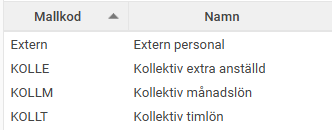 Mallkod Namn
Extern Extern personal
KOLLE Kollektiv extra anställd
KOLLM Kollektiv månadslön
KOLLT Kollektiv timlön